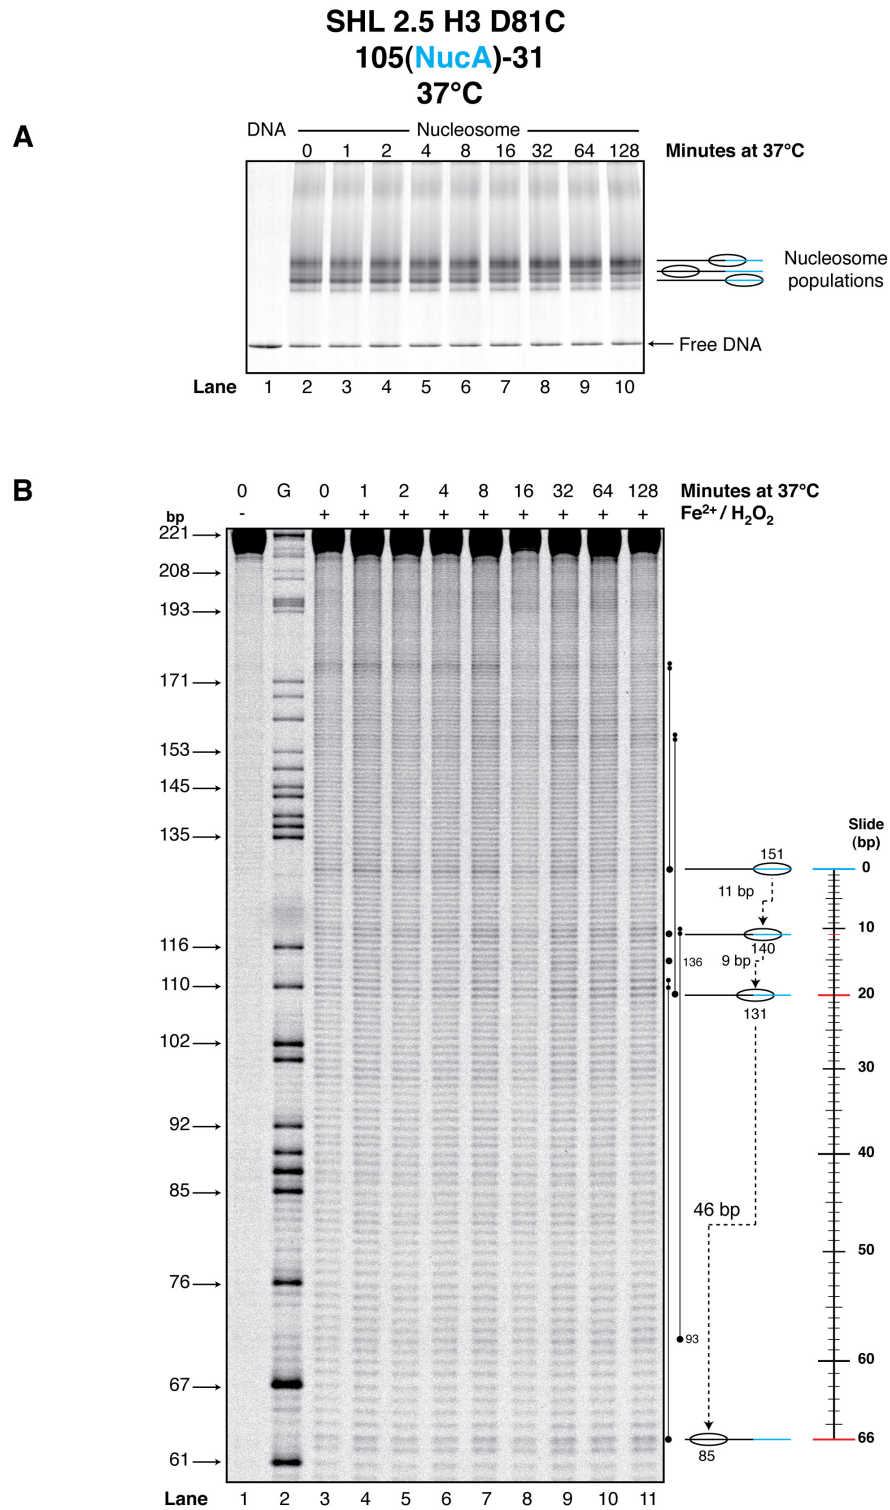 SHL 2.5 H3 D81C
105(NucA)-31
37°C
A
DNA Nucleosome
0 1 2 4 8 16 32 64 128 Minutes at 37°C
Nucleosome
populations
Free DNA
Lane 1 2 3 4 5 6 7 8 9 10
B
0 G 0 1 2 4 8 16 32 64 128 Minutes at 37°C
bp - + + + + + + + + + Fe²⁺ / H₂O₂
221
208
193
171
153
145
135
116
110
102
92
85
76
67
61
Slide
(bp)
151
0
11 bp
10
140
9 bp
136
20
131
30
40
46 bp
50
93
60
66
85
Lane 1 2 3 4 5 6 7 8 9 10 11